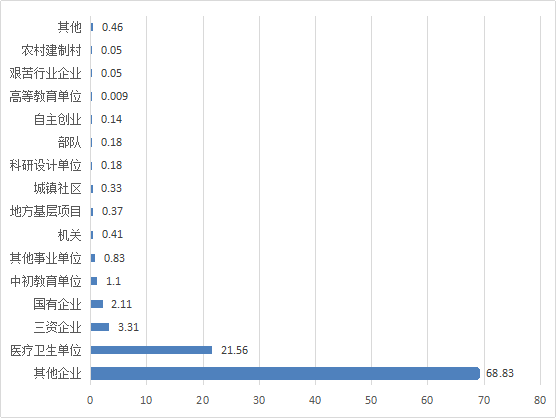 其他 0.46
农村建制村 0.05
艰苦行业企业 0.05
高等教育单位 0.009
自主创业 0.14
部队 0.18
科研设计单位 0.18
城镇社区 0.33
地方基层项目 0.37
机关 0.41
其他事业单位 0.83
中初教育单位 1.1
国有企业 2.11
三资企业 3.31
医疗卫生单位 21.56
其他企业 68.83
0 10 20 30 40 50 60 70 80